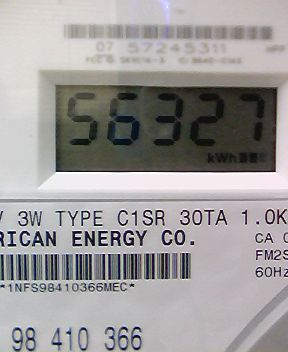 07 57245311
56327
kWh
V 3W TYPE C1SR 30TA 1.0K
RICAN ENERGY CO.
CA 0
FM2S
60Hz
*1NFS98410366MEC*
98 410 366